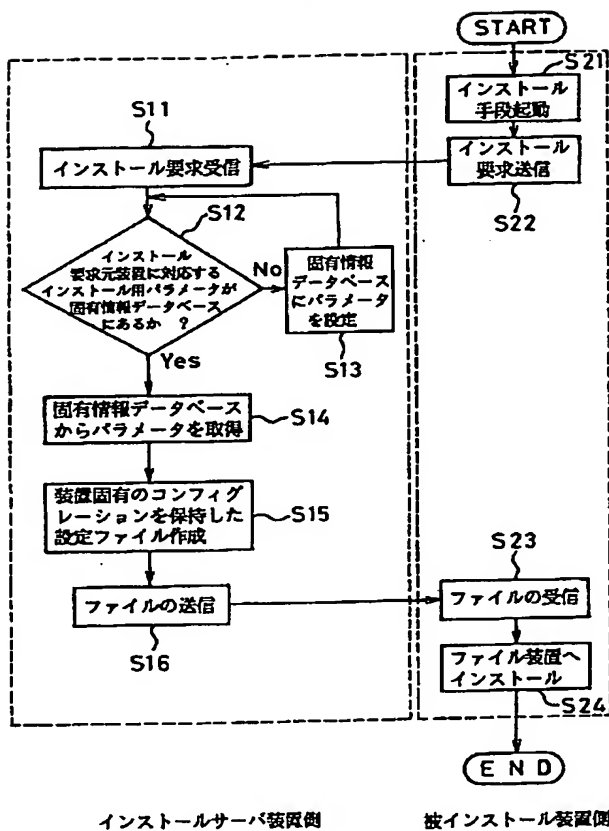 START
S21
インストール
手段起動
S11
インストール要求受信
インストール
要求送信
S22
S12
インストール
要求元装置に対応する
インストール用パラメータが
固有情報データベース
にあるか ?
No
固有情報
データベース
にパラメータ
を設定
S13
Yes
固有情報データベース
からパラメータを取得
S14
装置固有のコンフィグ
レーションを保持した
設定ファイル作成
S15
S23
ファイルの送信
ファイルの受信
S16
ファイル装置へ
インストール
S24
END
インストールサーバ装置側
被インストール装置側